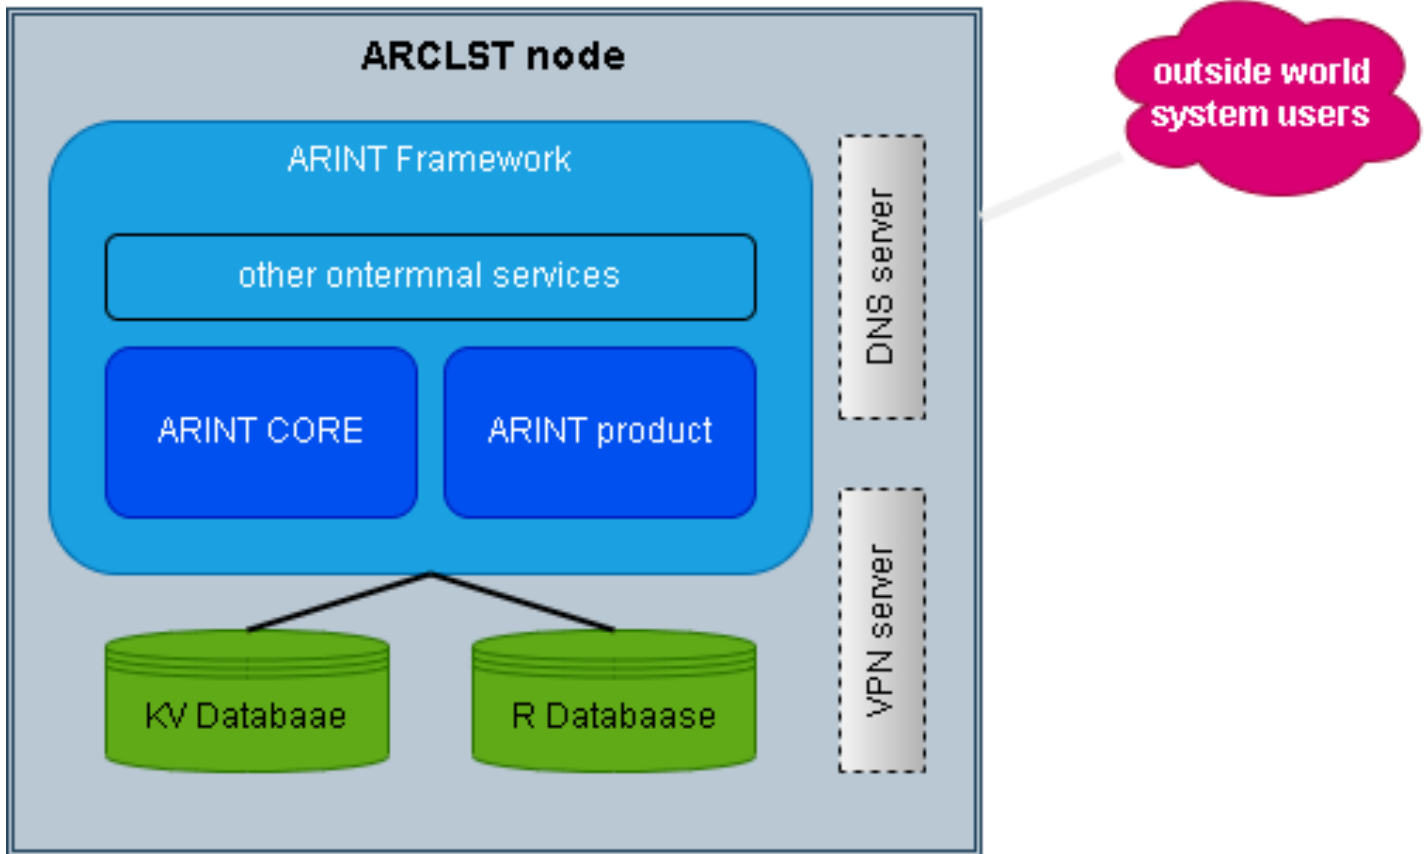 ARCLST node
outside world
system users
ARINT Framework
other ontermnal services
ARINT CORE
ARINT product
DNS server
VPN server
KV Databaae
R Databaase